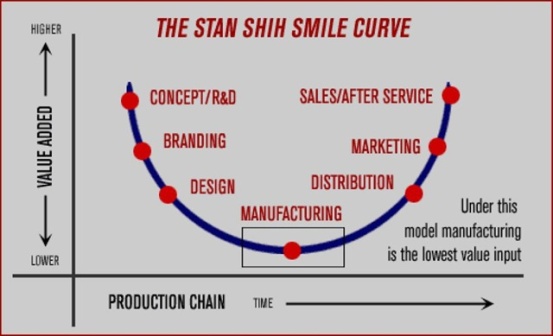 THE STAN SHIH SMILE CURVE
HIGHER
VALUE ADDED
LOWER
CONCEPT/R&D
BRANDING
DESIGN
MANUFACTURING
SALES/AFTER SERVICE
MARKETING
DISTRIBUTION
Under this
model manufacturing
is the lowest value input
PRODUCTION CHAIN
TIME